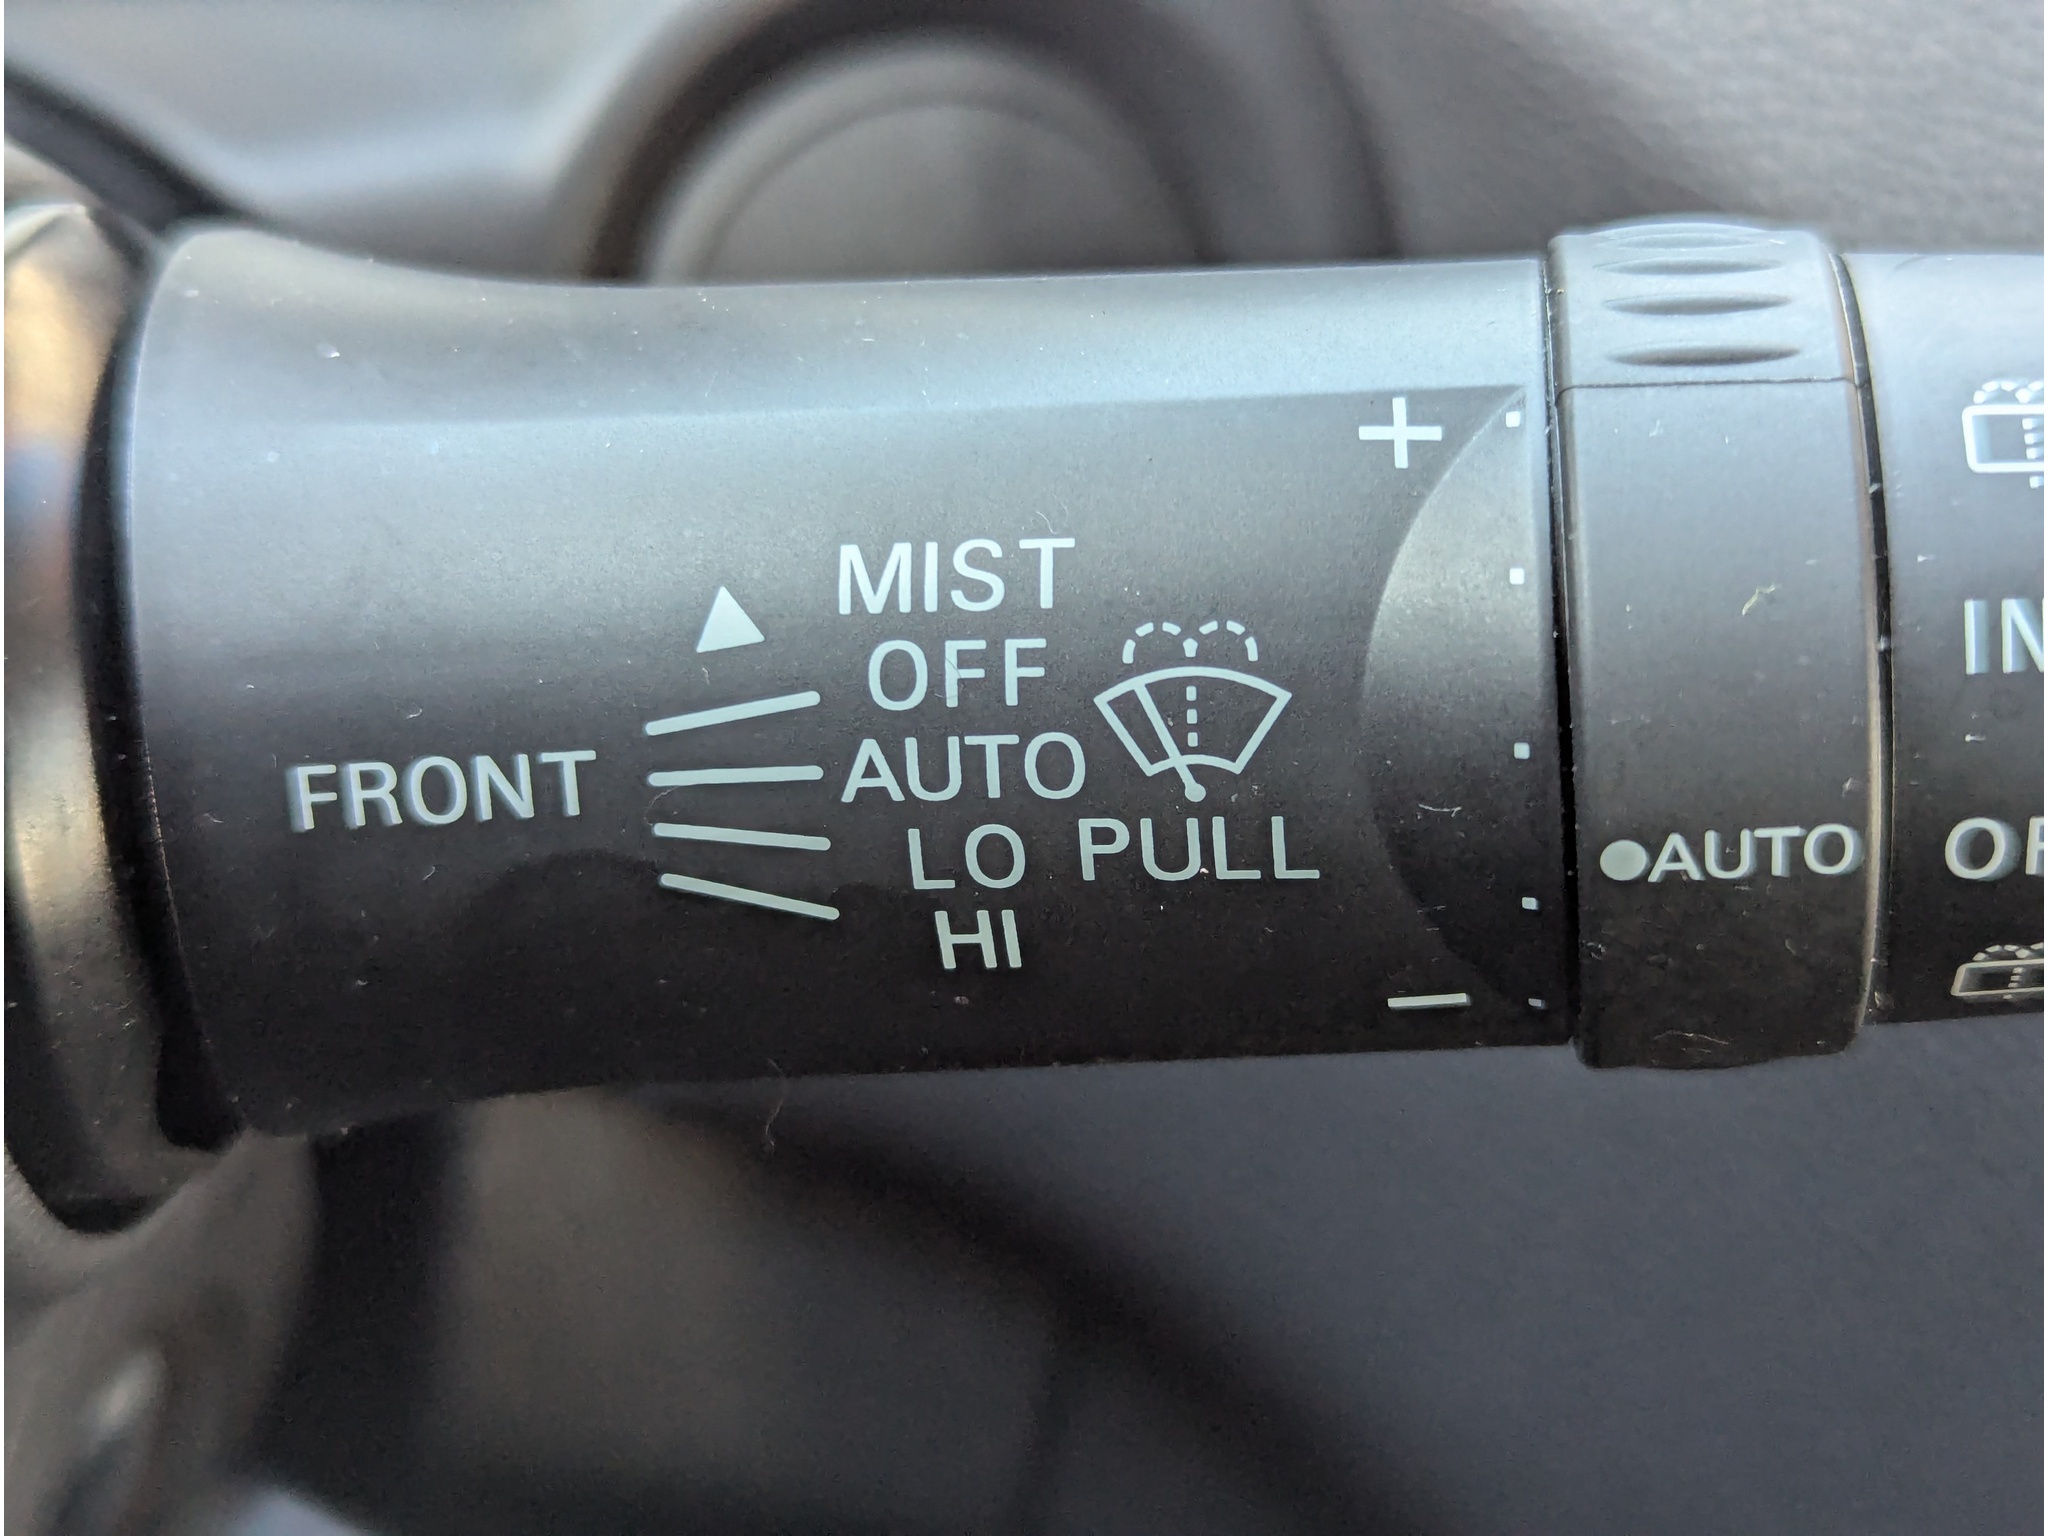 MIST
OFF
FRONT AUTO
LO PULL
HI
+
−
●AUTO